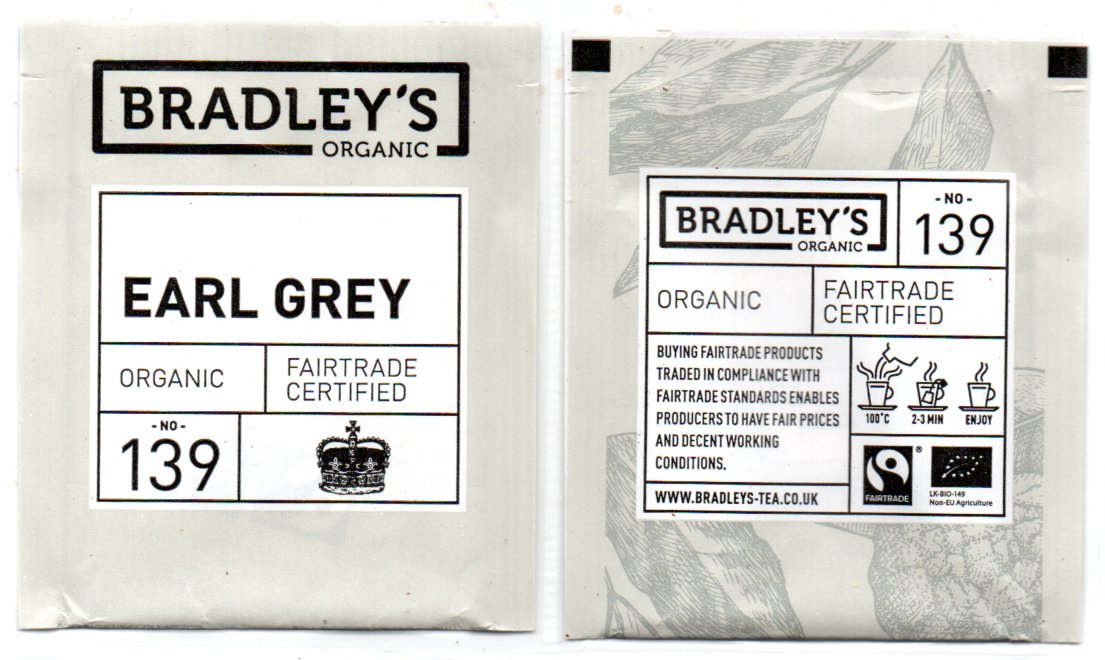 BRADLEY'S
ORGANIC
EARL GREY
ORGANIC
FAIRTRADE
CERTIFIED
- NO -
139
BRADLEY'S
ORGANIC
- NO -
139
ORGANIC
FAIRTRADE
CERTIFIED
BUYING FAIRTRADE PRODUCTS
TRADED IN COMPLIANCE WITH
FAIRTRADE STANDARDS ENABLES
PRODUCERS TO HAVE FAIR PRICES
AND DECENT WORKING
CONDITIONS.
100°C
2-3 MIN
ENJOY
WWW.BRADLEYS-TEA.CO.UK
FAIRTRADE
®
LK-BIO-149
Non-EU Agriculture